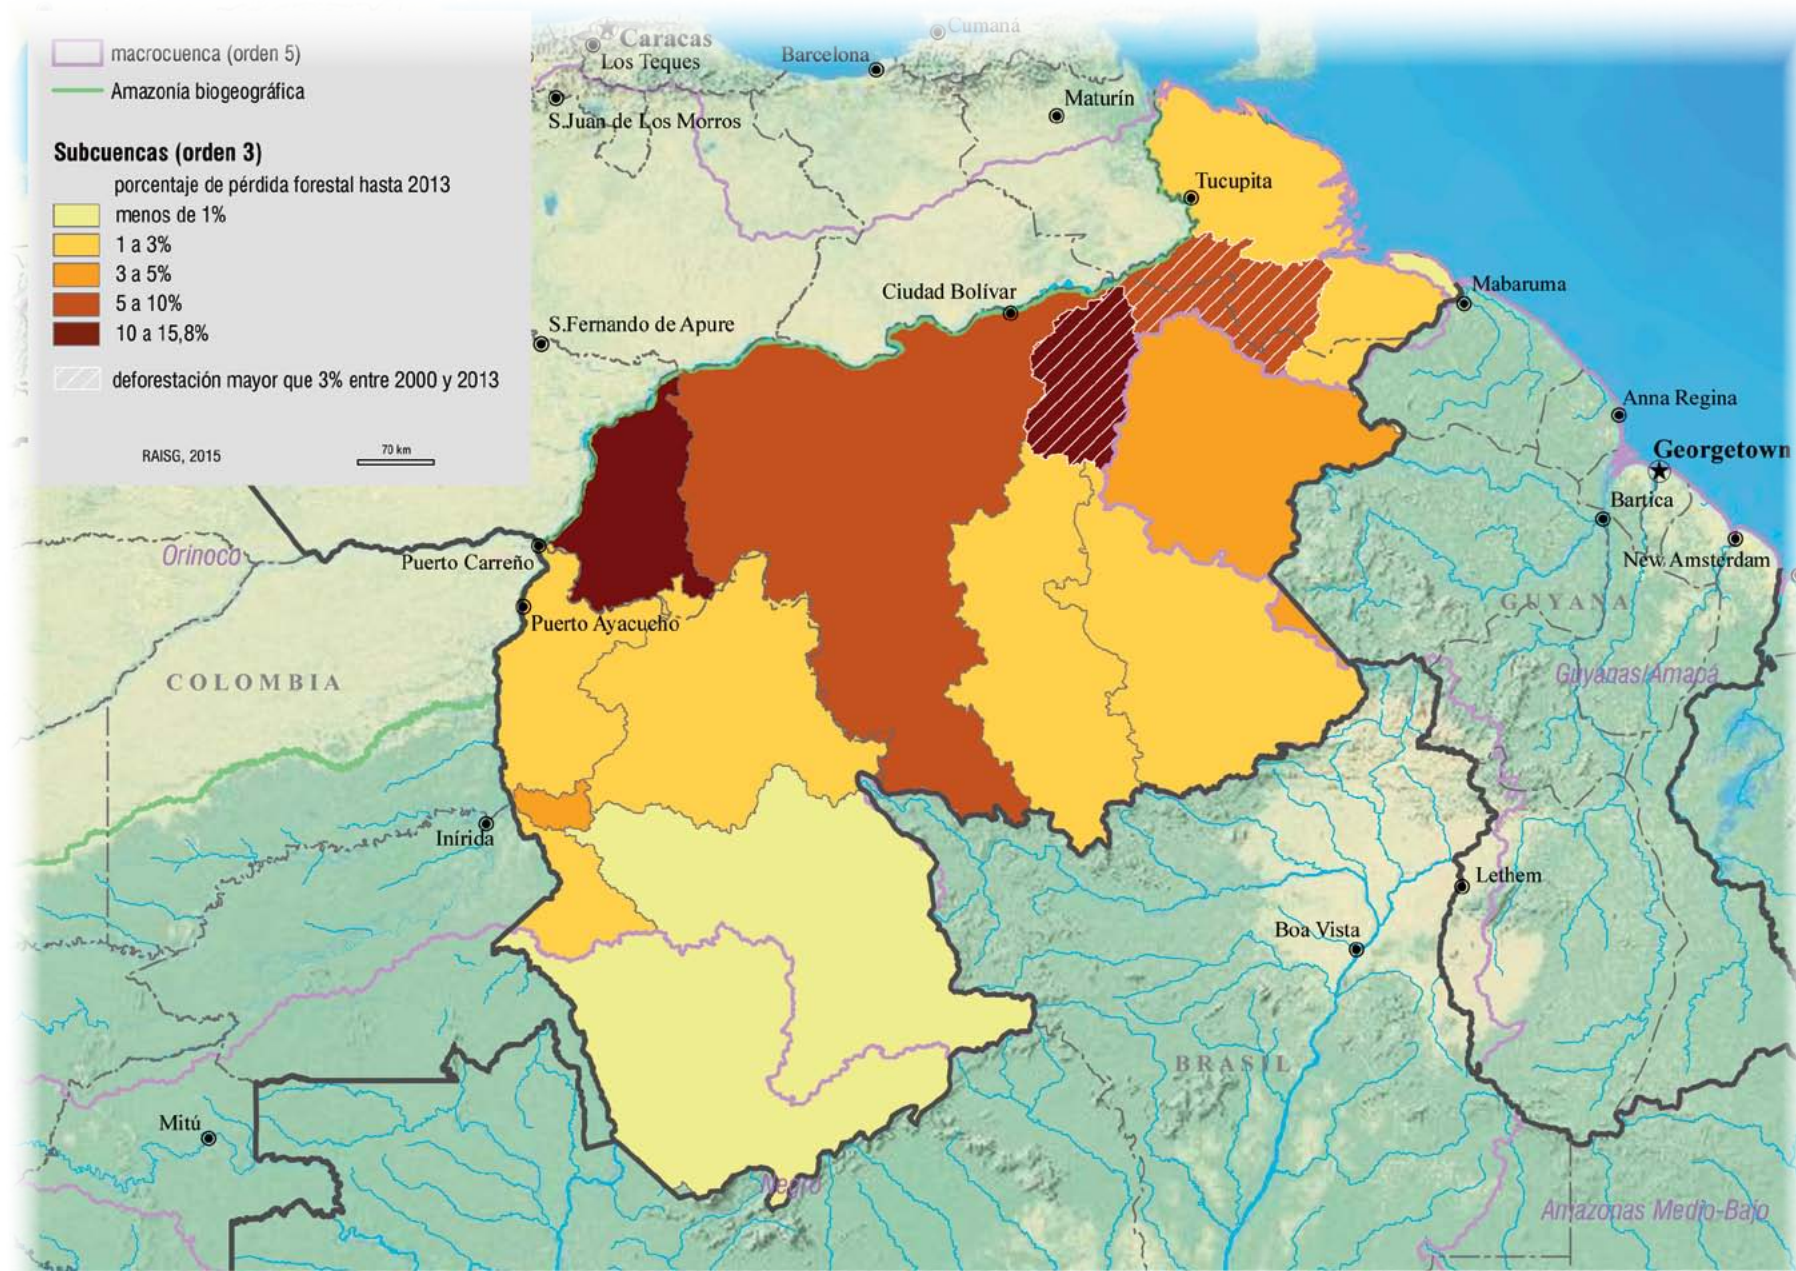 macrocuenca (orden 5)
Amazonía biogeográfica
Subcuencas (orden 3)
porcentaje de pérdida forestal hasta 2013
menos de 1%
1 a 3%
3 a 5%
5 a 10%
10 a 15,8%
deforestación mayor que 3% entre 2000 y 2013
RAISG, 2015
70 km
Caracas
Los Teques
Barcelona
Cumaná
S.Juan de Los Morros
Maturín
Tucupita
Ciudad Bolívar
Mabaruma
S.Fernando de Apure
Anna Regina
Georgetown
Bartica
New Amsterdam
Orinoco
Puerto Carreño
Puerto Ayacucho
GUYANA
COLOMBIA
Guyanas/Amapá
Inírida
Lethem
Boa Vista
BRASIL
Mitú
Negro
Amazonas Medio-Bajo